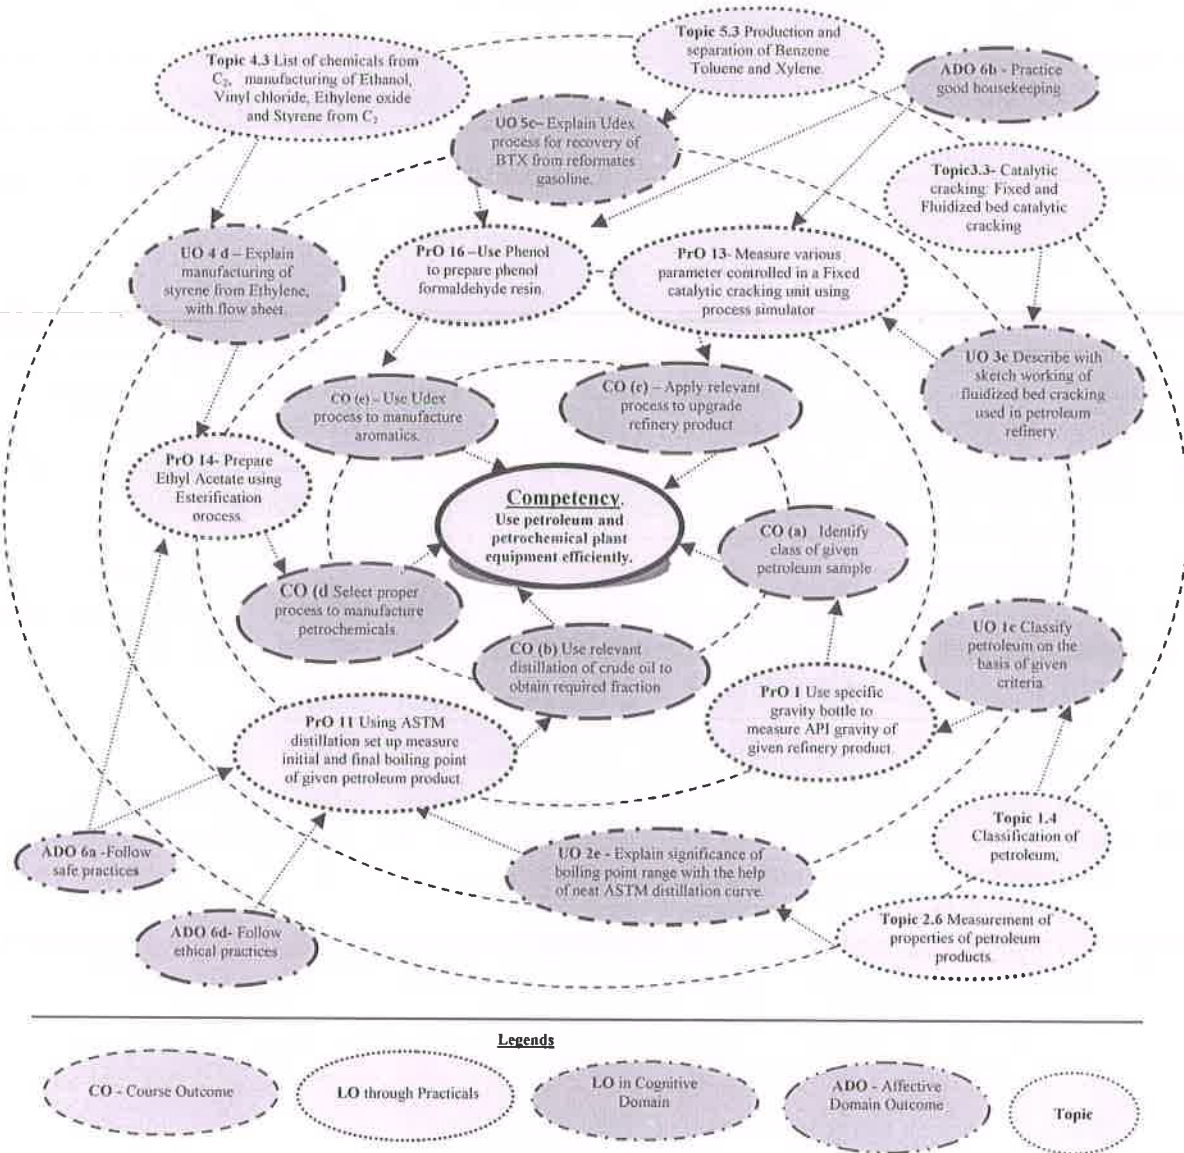 Topic 4.3 List of chemicals from
C2, manufacturing of Ethanol,
Vinyl chloride, Ethylene oxide
and Styrene from C2
Topic 5.3 Production and
separation of Benzene
Toluene and Xylene.
ADO 6b - Practice
good housekeeping
UO 5c– Explain Udex
process for recovery of
BTX from reformates
gasoline.
Topic3.3- Catalytic
cracking: Fixed and
Fluidized bed catalytic
cracking
UO 4 d – Explain
manufacturing of
styrene from Ethylene,
with flow sheet.
PrO 16 –Use Phenol
to prepare phenol
formaldehyde resin.
PrO 13- Measure various
parameter controlled in a Fixed
catalytic cracking unit using
process simulator
UO 3c Describe with
sketch working of
fluidized bed cracking
used in petroleum
refinery
CO (e) – Use Udex
process to manufacture
aromatics.
CO (c) – Apply relevant
process to upgrade
refinery product
PrO 14- Prepare
Ethyl Acetate using
Esterification
process
Competency.
Use petroleum and
petrochemical plant
equipment efficiently.
CO (a) Identify
class of given
petroleum sample
CO (d Select proper
process to manufacture
petrochemicals.
CO (b) Use relevant
distillation of crude oil to
obtain required fraction
UO 1c Classify
petroleum on the
basis of given
criteria
PrO 11 Using ASTM
distillation set up measure
initial and final boiling point
of given petroleum product.
PrO 1 Use specific
gravity bottle to
measure API gravity of
given refinery product
Topic 1.4
Classification of
petroleum,
ADO 6a -Follow
safe practices
UO 2e - Explain significance of
boiling point range with the help
of neat ASTM distillation curve.
ADO 6d- Follow
ethical practices
Topic 2.6 Measurement of
properties of petroleum
products.
Legends
CO - Course Outcome
LO through Practicals
LO in Cognitive
Domain
ADO - Affective
Domain Outcome
Topic